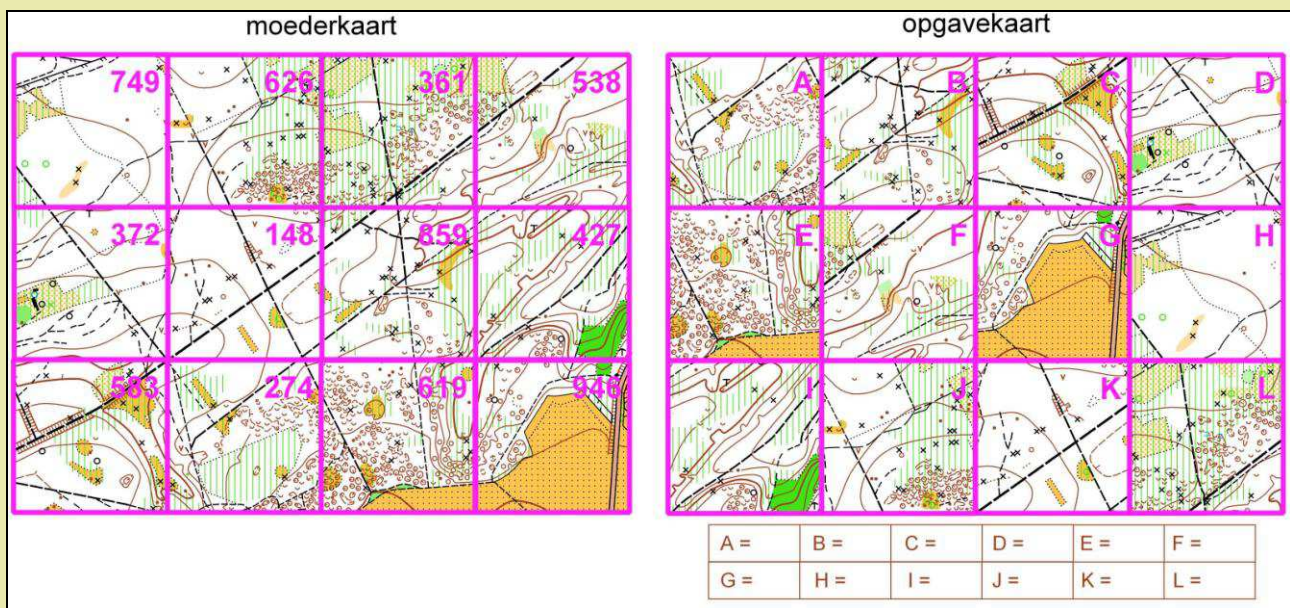 moederkaart
opgavekaart
749 626 361 538
372 148 859 427
583 274 619 946
A B C D
E F G H
I J K L
A = B = C = D = E = F =
G = H = I = J = K = L =